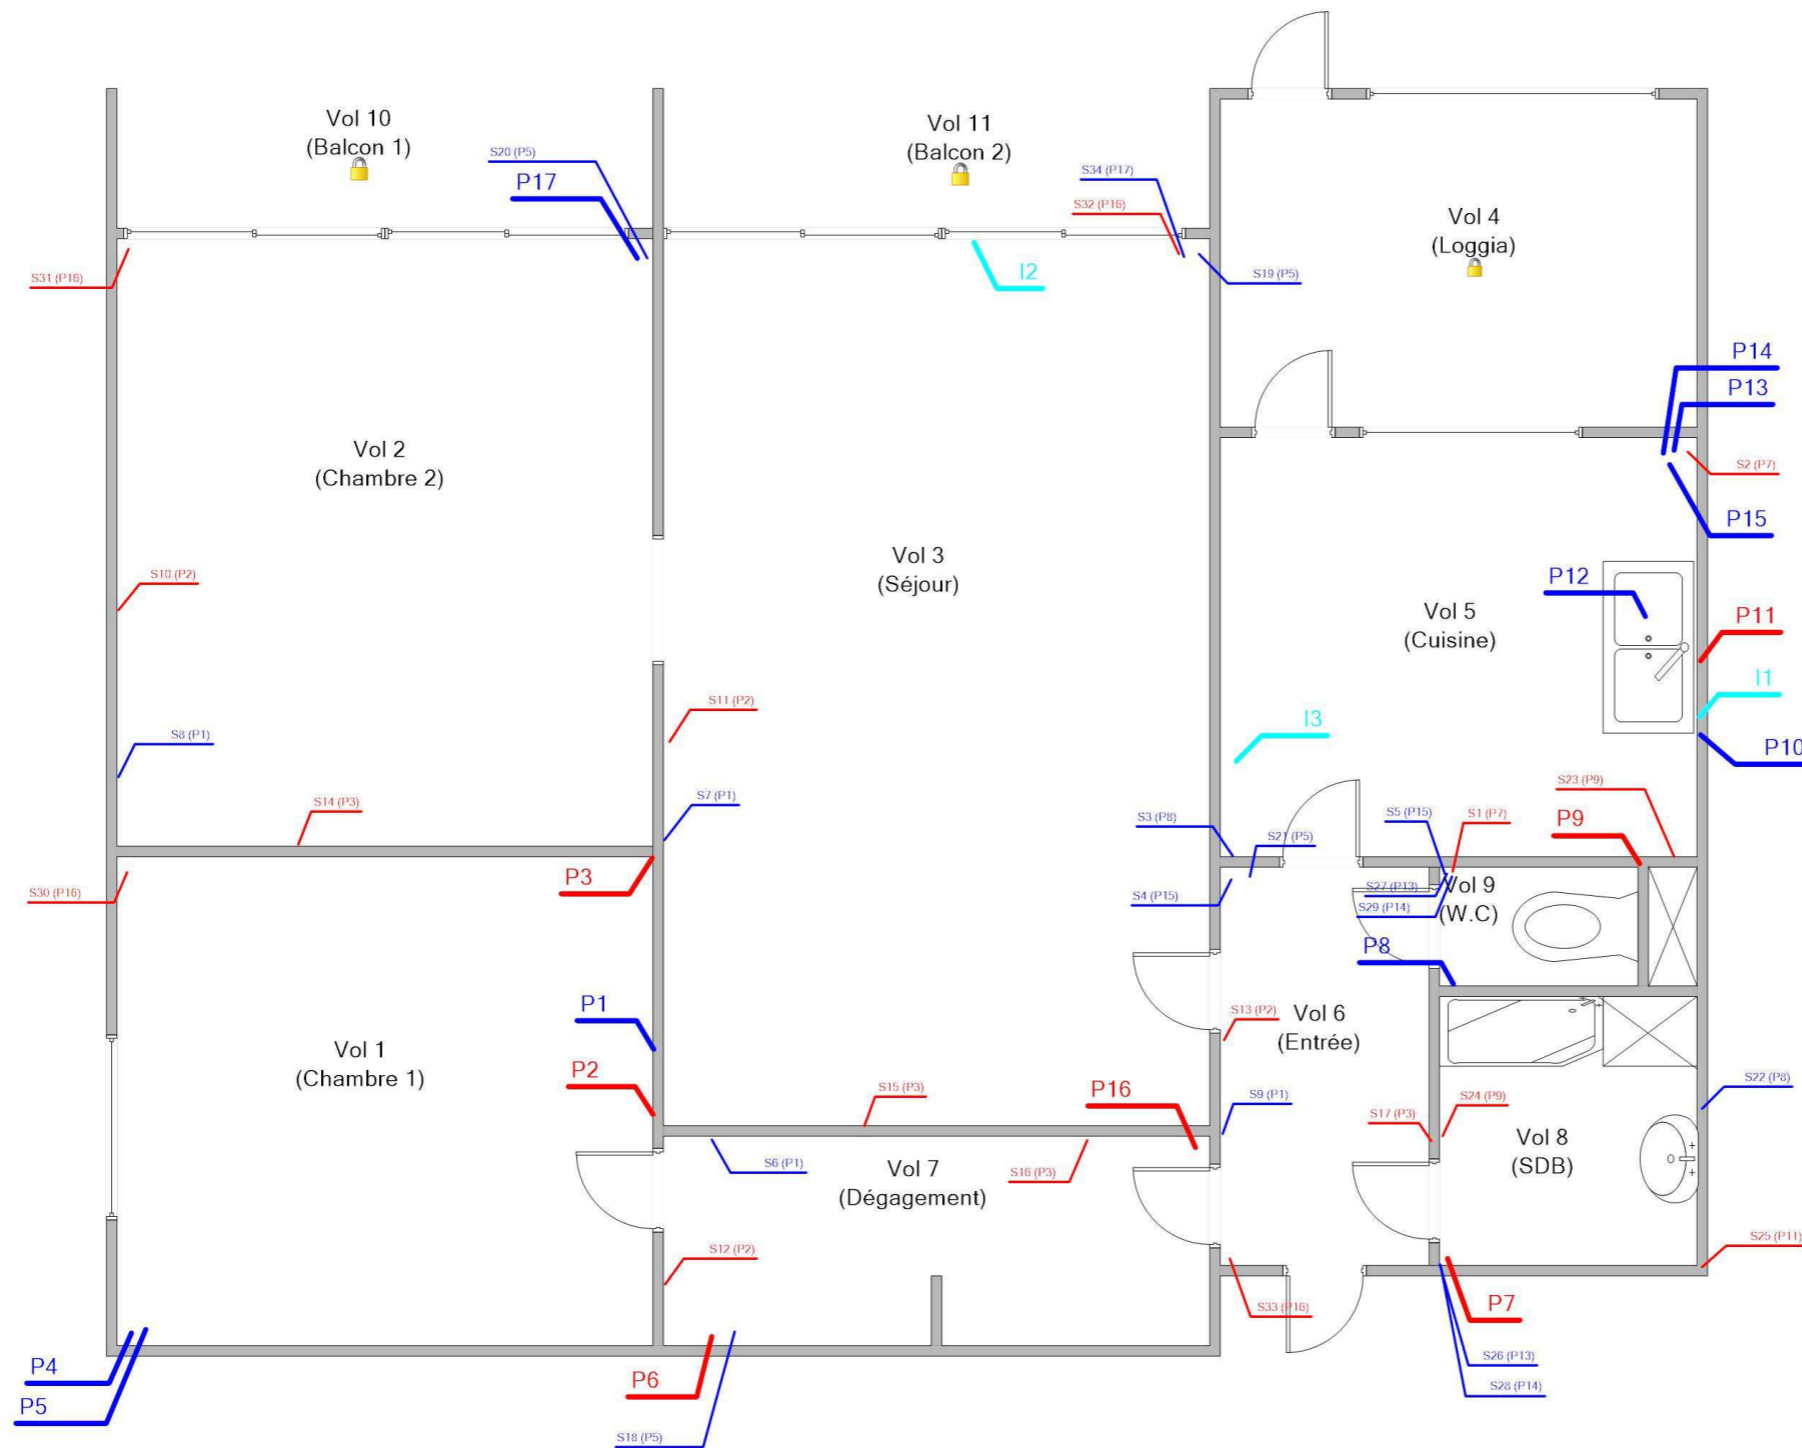 Vol 10
(Balcon 1)
S20 (P5)
P17
Vol 11
(Balcon 2)
S34 (P17)
S32 (P16)
Vol 4
(Loggia)
S31 (P16)
I2
S19 (P5)
P14
P13
S2 (P7)
P15
Vol 2
(Chambre 2)
Vol 3
(Séjour)
S10 (P2)
P12
Vol 5
(Cuisine)
P11
I1
P10
S11 (P2)
I3
S8 (P1)
S7 (P1)
S14 (P3)
S23 (P9)
S3 (P8)
S21 (P5)
S5 (P15)
S1 (P7)
P9
P3
S30 (P16)
S4 (P15)
S27 (P13)
S29 (P14)
Vol 9
(W.C)
P8
P1
S13 (P2)
Vol 6
(Entrée)
Vol 1
(Chambre 1)
P2
S15 (P3)
P16
S9 (P1)
S17 (P3)
S24 (P9)
S22 (P8)
Vol 8
(SDB)
S6 (P1)
Vol 7
(Dégagement)
S16 (P3)
S12 (P2)
S25 (P11)
S33 (P16)
P7
P4
P5
P6
S18 (P5)
S26 (P13)
S28 (P14)